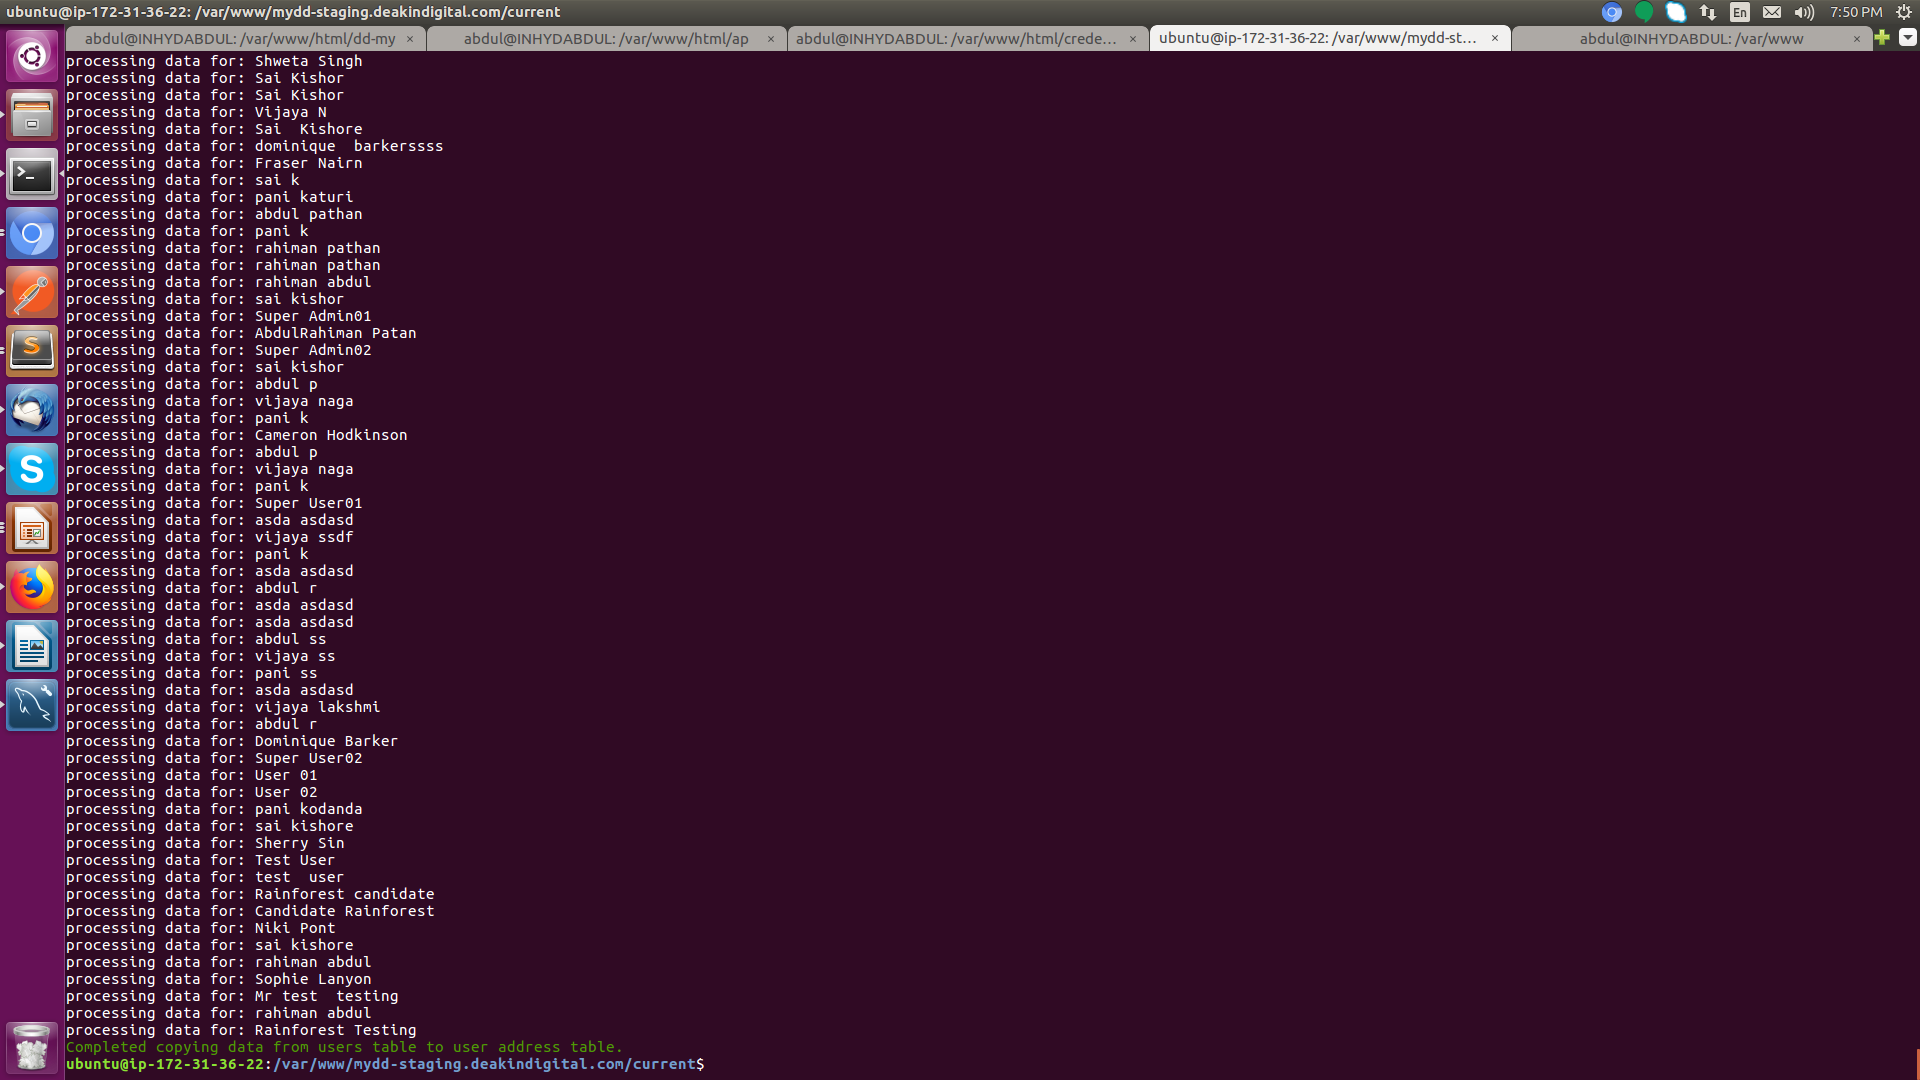 ubuntu@ip-172-31-36-22: /var/www/mydd-staging.deakindigital.com/current
En
7:50 PM
abdul@INHYDABDUL: /var/www/html/dd-my ×
abdul@INHYDABDUL: /var/www/html/ap ×
abdul@INHYDABDUL: /var/www/html/crede... ×
ubuntu@ip-172-31-36-22: /var/www/mydd-st... ×
abdul@INHYDABDUL: /var/www ×
processing data for: Shweta Singh
processing data for: Sai Kishor
processing data for: Sai Kishor
processing data for: Vijaya N
processing data for: Sai  Kishore
processing data for: dominique  barkerssss
processing data for: Fraser Nairn
processing data for: sai k
processing data for: pani katuri
processing data for: abdul pathan
processing data for: pani k
processing data for: rahiman pathan
processing data for: rahiman pathan
processing data for: rahiman abdul
processing data for: sai kishor
processing data for: Super Admin01
processing data for: AbdulRahiman Patan
processing data for: Super Admin02
processing data for: sai kishor
processing data for: abdul p
processing data for: vijaya naga
processing data for: pani k
processing data for: Cameron Hodkinson
processing data for: abdul p
processing data for: vijaya naga
processing data for: pani k
processing data for: Super User01
processing data for: asda asdasd
processing data for: vijaya ssdf
processing data for: pani k
processing data for: asda asdasd
processing data for: abdul r
processing data for: asda asdasd
processing data for: asda asdasd
processing data for: abdul ss
processing data for: vijaya ss
processing data for: pani ss
processing data for: asda asdasd
processing data for: vijaya lakshmi
processing data for: abdul r
processing data for: Dominique Barker
processing data for: Super User02
processing data for: User 01
processing data for: User 02
processing data for: pani kodanda
processing data for: sai kishore
processing data for: Sherry Sin
processing data for: Test User
processing data for: test  user
processing data for: Rainforest candidate
processing data for: Candidate Rainforest
processing data for: Niki Pont
processing data for: sai kishore
processing data for: rahiman abdul
processing data for: Sophie Lanyon
processing data for: Mr test  testing
processing data for: rahiman abdul
processing data for: Rainforest Testing
Completed copying data from users table to user address table.
ubuntu@ip-172-31-36-22:/var/www/mydd-staging.deakindigital.com/current$